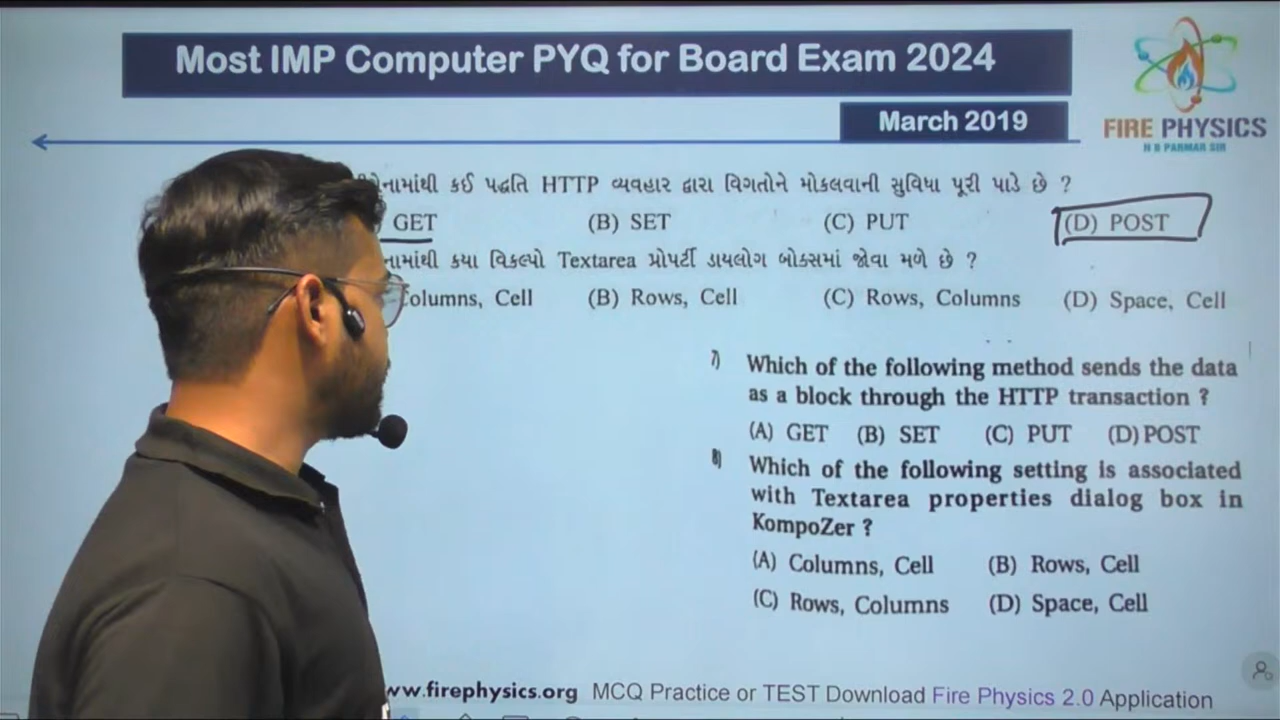 Most IMP Computer PYQ for Board Exam 2024
March 2019
FIRE PHYSICS
H R PARMAR SIR
કઈ પદ્ધતિ HTTP વ્યવહાર દ્વારા વિગતોને મોકલવાની સુવિધા પૂરી પાડે છે ?
GET (B) SET (C) PUT (D) POST
કયા વિકલ્પો Textarea પ્રોપર્ટી ડાયલોગ બોક્સમાં જોવા મળે છે ?
Columns, Cell (B) Rows, Cell (C) Rows, Columns (D) Space, Cell
7) Which of the following method sends the data
as a block through the HTTP transaction ?
(A) GET (B) SET (C) PUT (D) POST
8) Which of the following setting is associated
with Textarea properties dialog box in
KompoZer ?
(A) Columns, Cell (B) Rows, Cell
(C) Rows, Columns (D) Space, Cell
www.firephysics.org MCQ Practice or TEST Download Fire Physics 2.0 Application